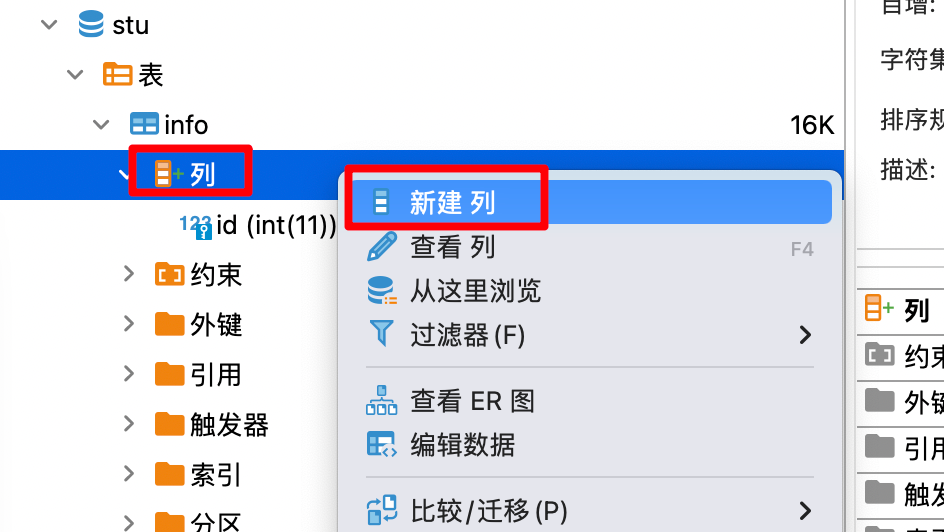 stu
自增:
表
字符集
info
16K
排序规
列
描述:
新建 列
123 id (int(11))
查看 列
F4
约束
从这里浏览
外键
过滤器(F)
列
引用
约束
查看 ER 图
外键
触发器
编辑数据
引用
索引
触发
比较/迁移(P)
分区